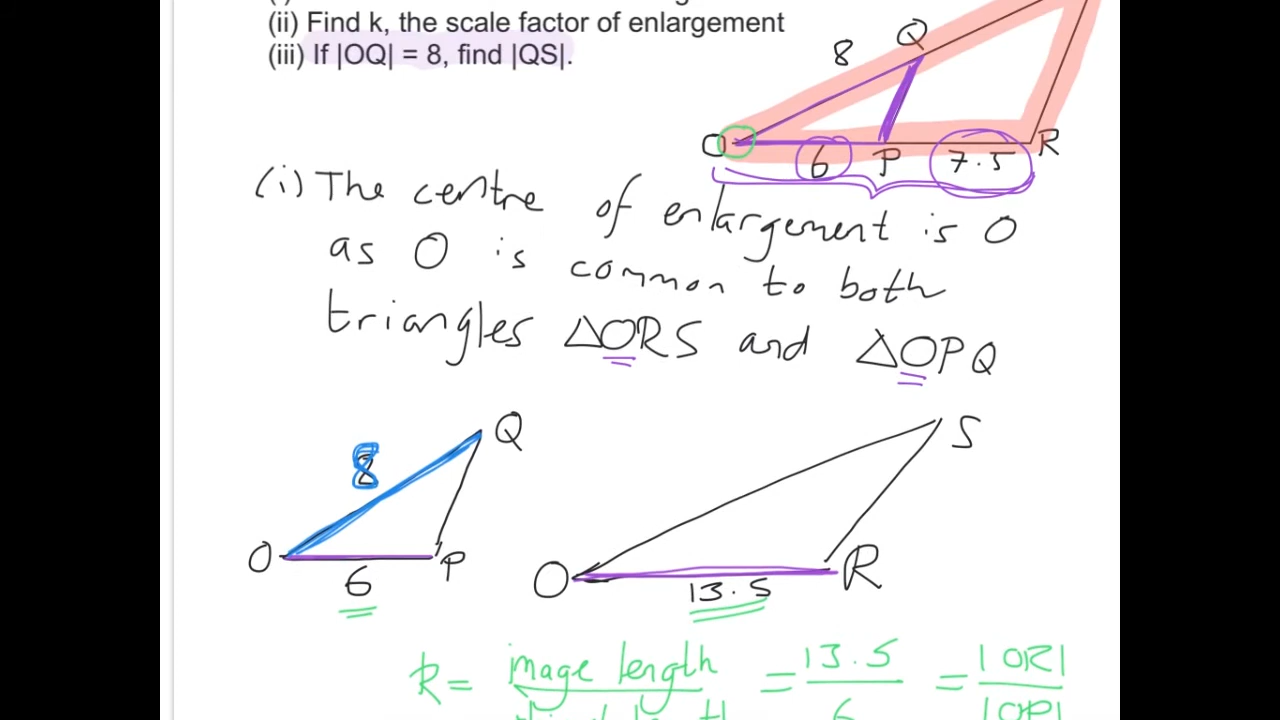 (ii) Find k, the scale factor of enlargement
(iii) If |OQ| = 8, find |QS|.
8
Q
O
6
P
7.5
R
(i) The centre of enlargement is O
as O is common to both
triangles △ORS and △OPQ
Q
8
O
P
6
S
O
R
13.5
k = image length = 13.5 = |OR|
6 |OP|